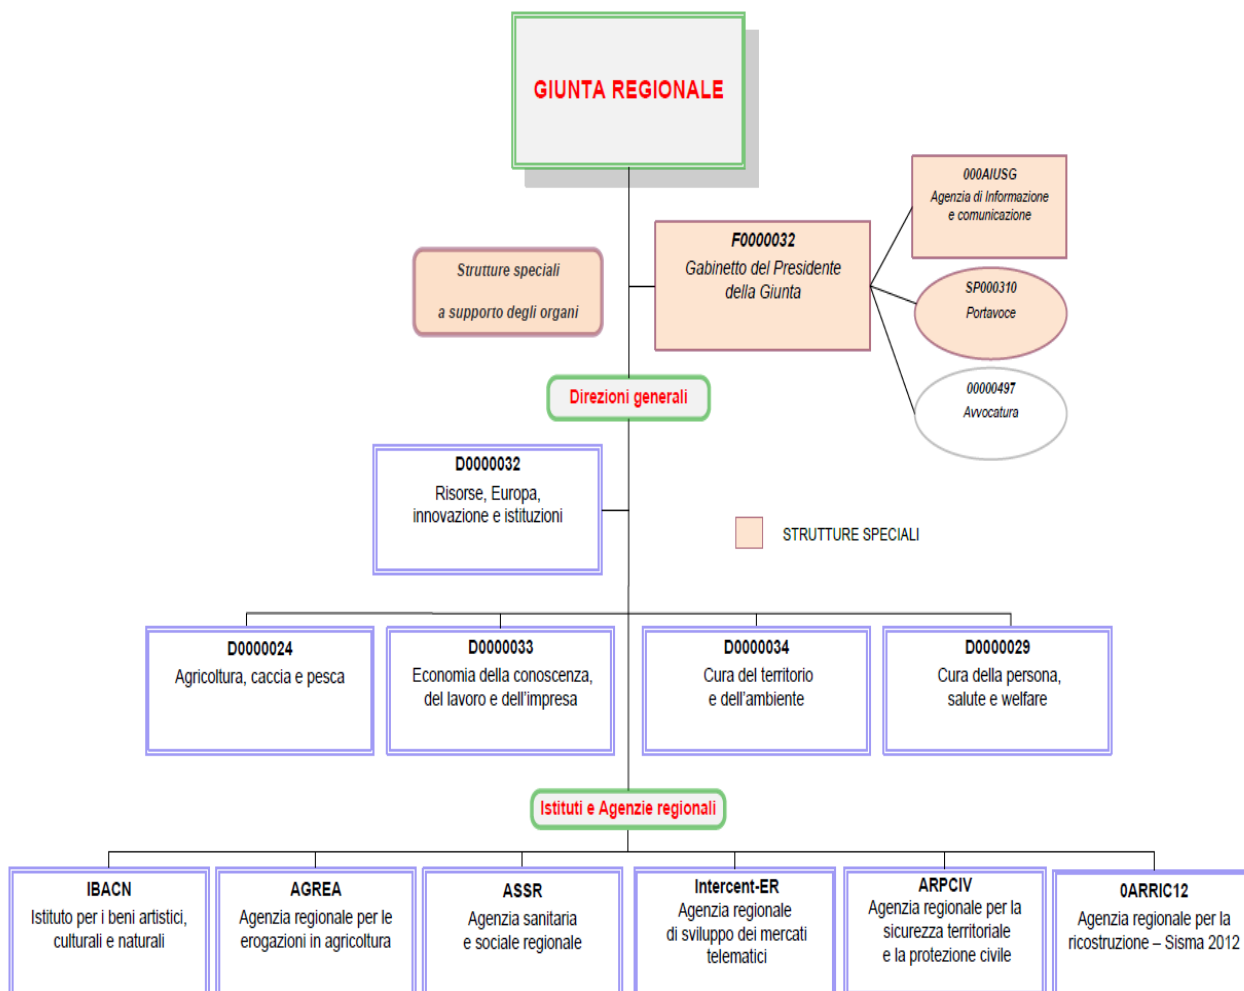 GIUNTA REGIONALE
000AIUSG
Agenzia di Informazione
e comunicazione
F0000032
Gabinetto del Presidente
della Giunta
Strutture speciali
a supporto degli organi
SP000310
Portavoce
00000497
Avvocatura
Direzioni generali
D0000032
Risorse, Europa,
innovazione e istituzioni
STRUTTURE SPECIALI
D0000024
Agricoltura, caccia e pesca
D0000033
Economia della conoscenza,
del lavoro e dell'impresa
D0000034
Cura del territorio
e dell'ambiente
D0000029
Cura della persona,
salute e welfare
Istituti e Agenzie regionali
IBACN
Istituto per i beni artistici,
culturali e naturali
AGREA
Agenzia regionale per le
erogazioni in agricoltura
ASSR
Agenzia sanitaria
e sociale regionale
Intercent-ER
Agenzia regionale
di sviluppo dei mercati
telematici
ARPCIV
Agenzia regionale per la
sicurezza territoriale
e la protezione civile
0ARRIC12
Agenzia regionale per la
ricostruzione – Sisma 2012